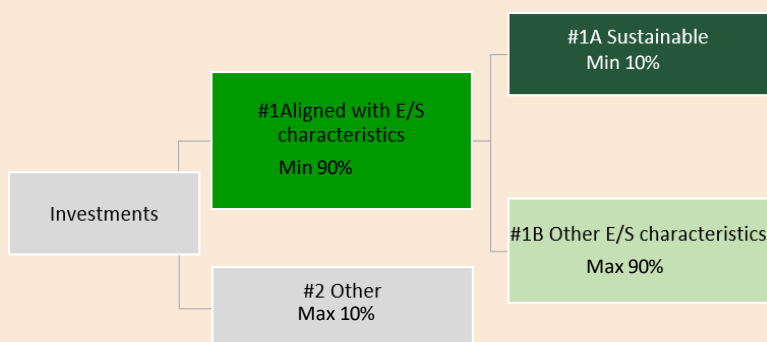 #1A Sustainable
Min 10%
#1Aligned with E/S
characteristics
Min 90%
Investments
#1B Other E/S characteristics
Max 90%
#2 Other
Max 10%